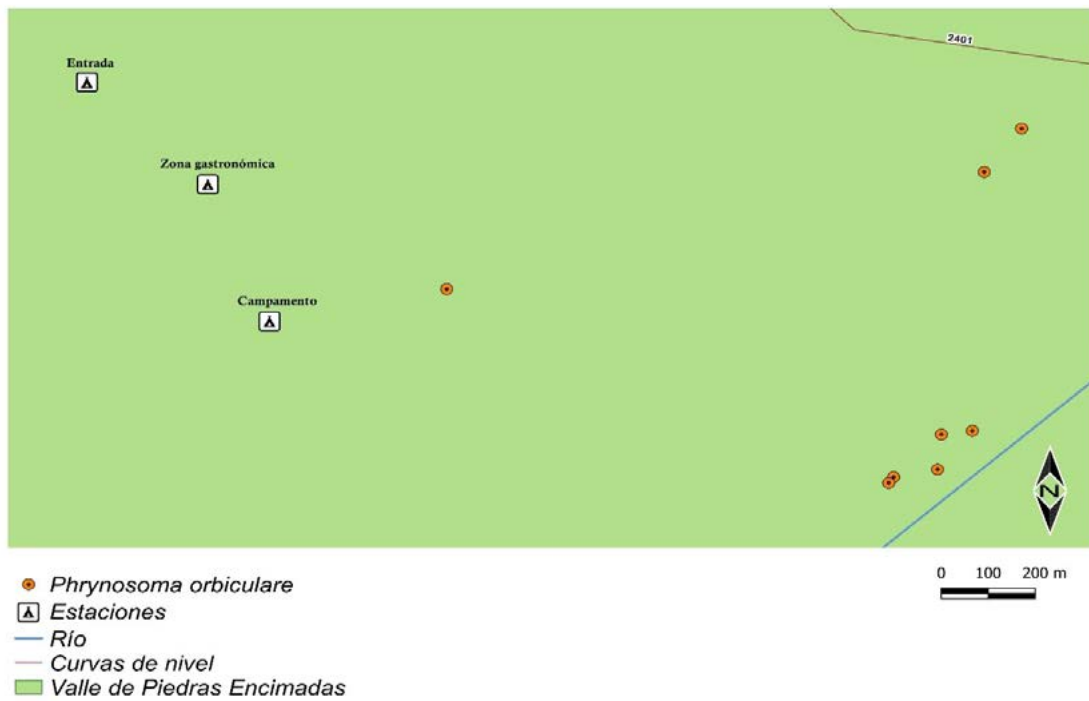 2401
Entrada
Zona gastronómica
Campamento
N
0 100 200 m
Phrynosoma orbiculare
Estaciones
Río
Curvas de nivel
Valle de Piedras Encimadas